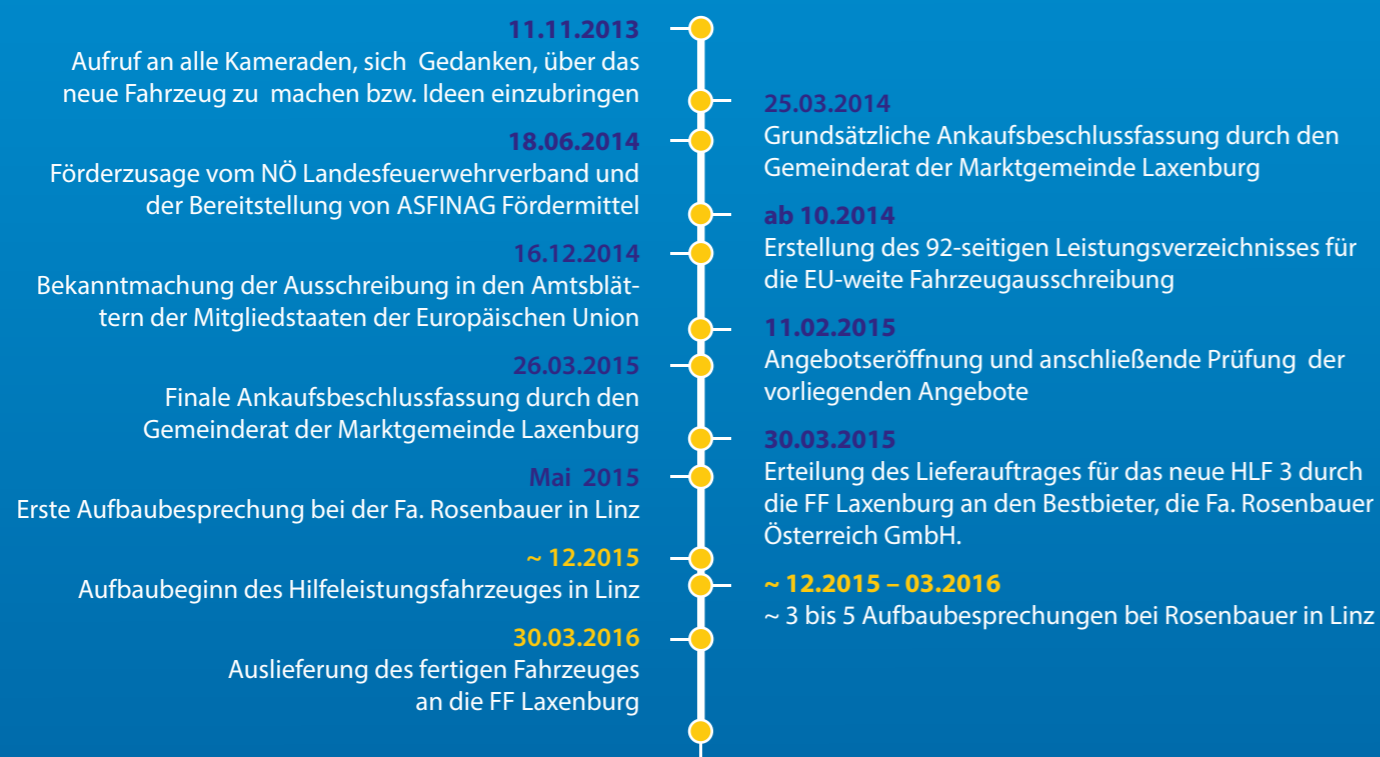 11.11.2013
Aufruf an alle Kameraden, sich Gedanken, über das
neue Fahrzeug zu machen bzw. Ideen einzubringen
25.03.2014
Grundsätzliche Ankaufsbeschlussfassung durch den
Gemeinderat der Marktgemeinde Laxenburg
18.06.2014
Förderzusage vom NÖ Landesfeuerwehrverband und
der Bereitstellung von ASFINAG Fördermittel
ab 10.2014
Erstellung des 92-seitigen Leistungsverzeichnisses für
die EU-weite Fahrzeugausschreibung
16.12.2014
Bekanntmachung der Ausschreibung in den Amtsblät-
tern der Mitgliedstaaten der Europäischen Union
11.02.2015
Angebotseröffnung und anschließende Prüfung der
vorliegenden Angebote
26.03.2015
Finale Ankaufsbeschlussfassung durch den
Gemeinderat der Marktgemeinde Laxenburg
30.03.2015
Erteilung des Lieferauftrages für das neue HLF 3 durch
die FF Laxenburg an den Bestbieter, die Fa. Rosenbauer
Österreich GmbH.
Mai 2015
Erste Aufbaubesprechung bei der Fa. Rosenbauer in Linz
~ 12.2015
Aufbaubeginn des Hilfeleistungsfahrzeuges in Linz
~ 12.2015 – 03.2016
~ 3 bis 5 Aufbaubesprechungen bei Rosenbauer in Linz
30.03.2016
Auslieferung des fertigen Fahrzeuges
an die FF Laxenburg